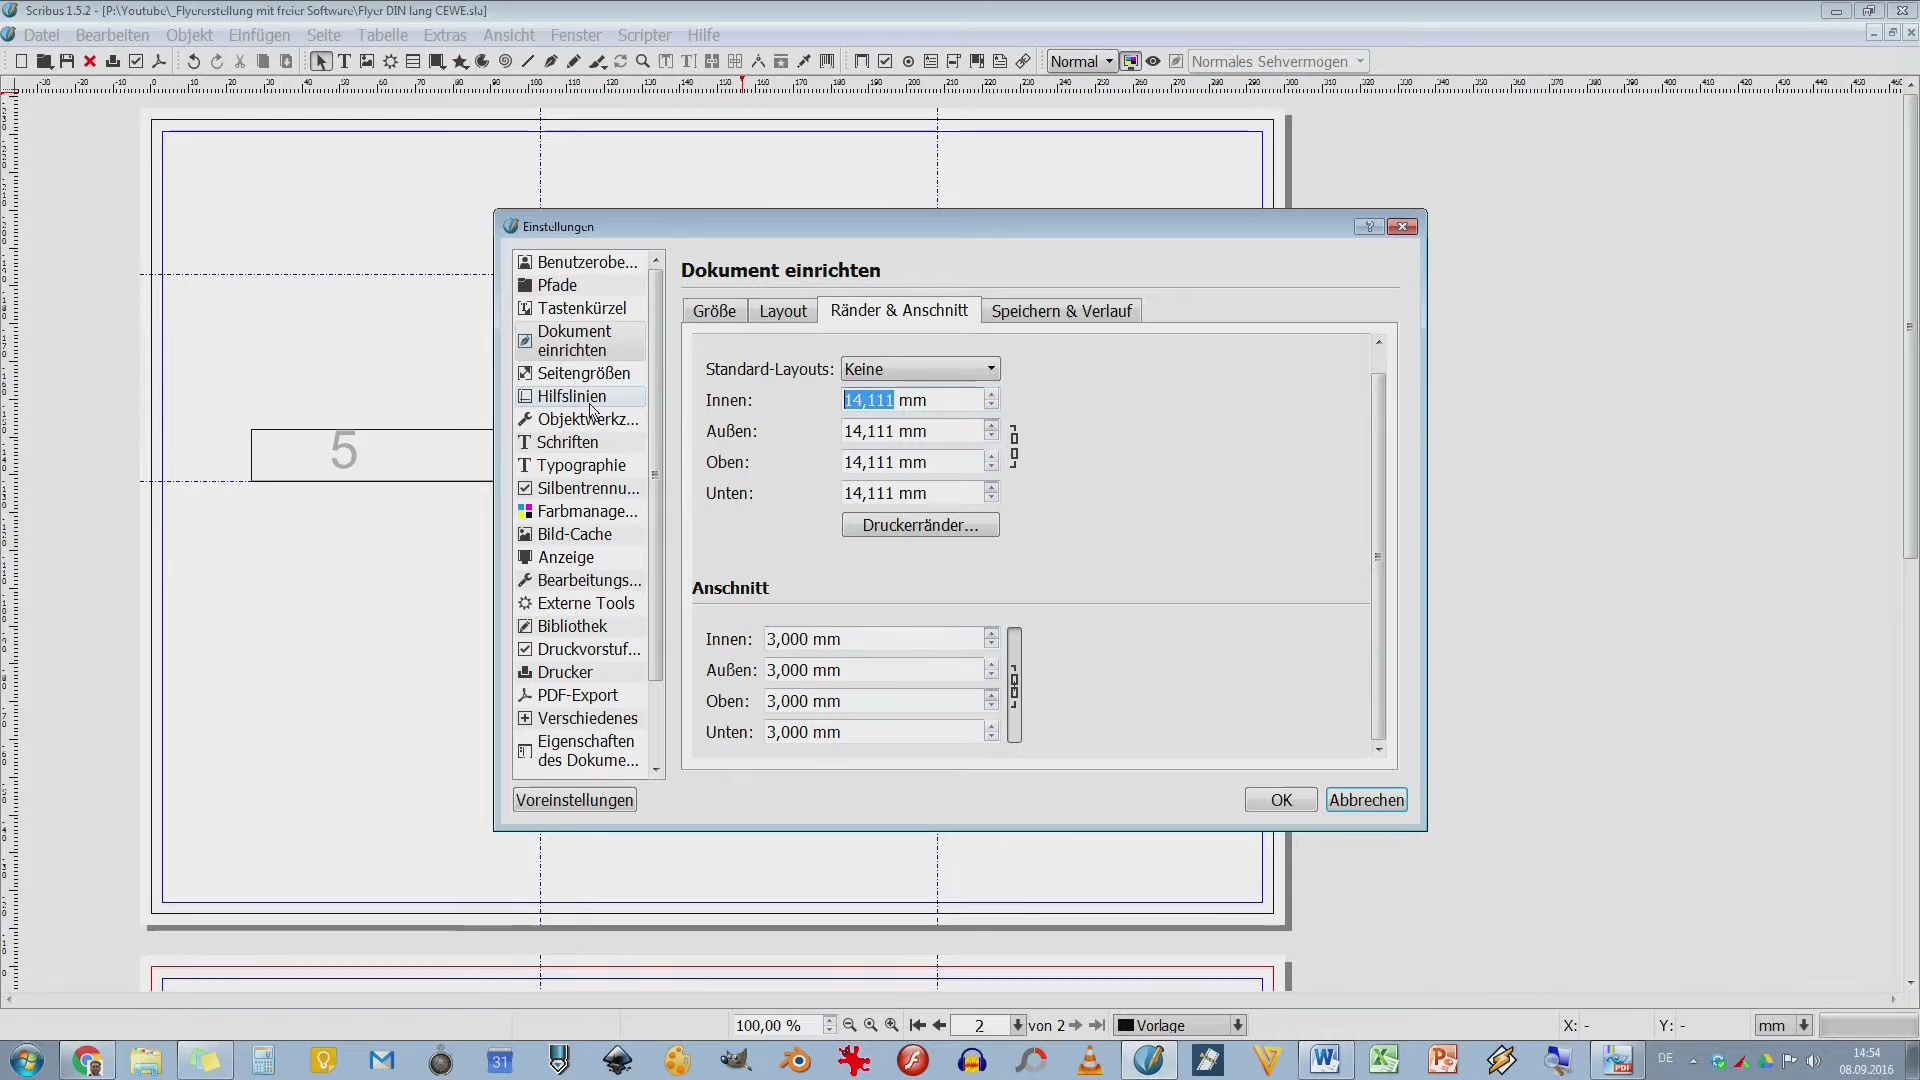 Scribus 1.5.2 - [P:\Youtube\_Flyererstellung mit freier Software\Flyer DIN lang CEWE.sla]
Datei Bearbeiten Objekt Einfügen Seite Tabelle Extras Ansicht Fenster Scripter Hilfe
Normal Normales Sehvermögen
5
Einstellungen
Benutzerobe...
Pfade
Tastenkürzel
Dokument
einrichten
Seitengrößen
Hilfslinien
Objektwerkz...
Schriften
Typographie
Silbentrennu...
Farbmanage...
Bild-Cache
Anzeige
Bearbeitungs...
Externe Tools
Bibliothek
Druckvorstuf...
Drucker
PDF-Export
Verschiedenes
Eigenschaften
des Dokume...
Voreinstellungen
Dokument einrichten
Größe Layout Ränder & Anschnitt Speichern & Verlauf
Standard-Layouts: Keine
Innen: 14,111 mm
Außen: 14,111 mm
Oben: 14,111 mm
Unten: 14,111 mm
Druckerränder...
Anschnitt
Innen: 3,000 mm
Außen: 3,000 mm
Oben: 3,000 mm
Unten: 3,000 mm
OK Abbrechen
100,00 % 2 von 2 Vorlage X: - Y: - mm
31 DE 14:54
08.09.2016